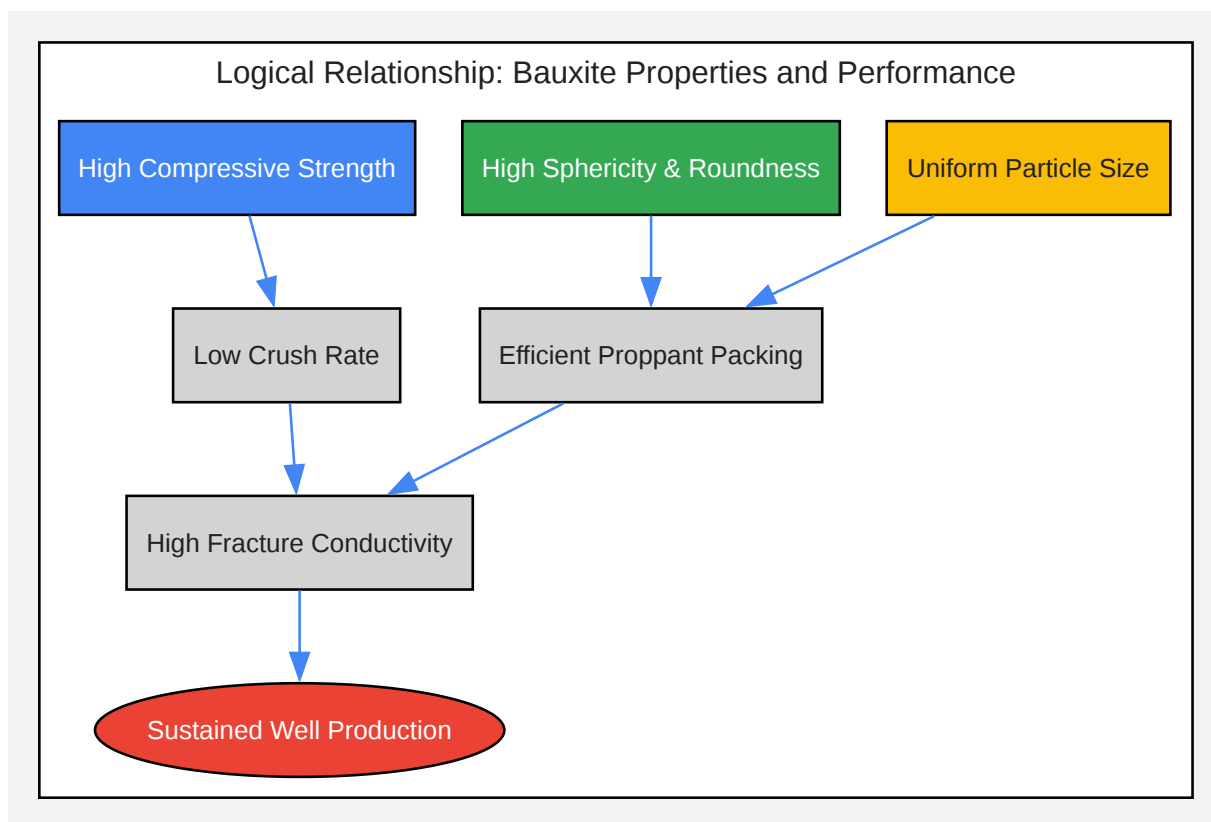 Logical Relationship: Bauxite Properties and Performance
High Compressive Strength
High Sphericity & Roundness
Uniform Particle Size
Low Crush Rate
Efficient Proppant Packing
High Fracture Conductivity
Sustained Well Production